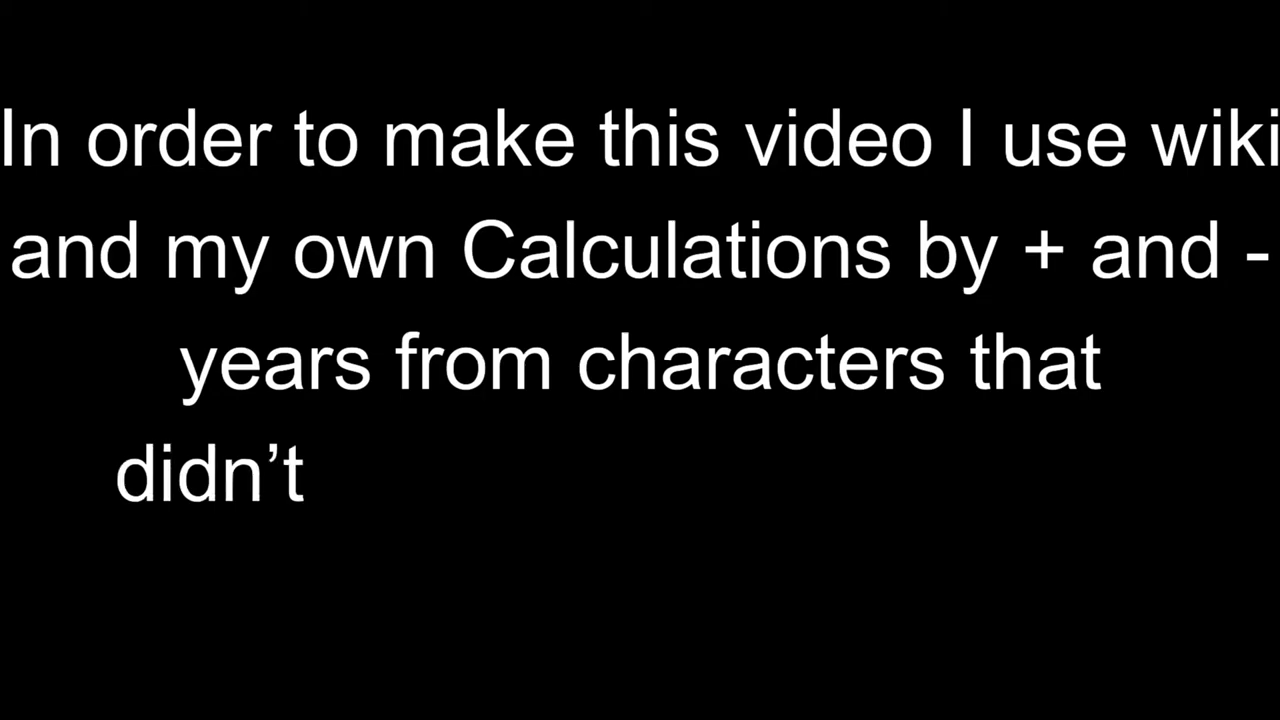 In order to make this video I use wiki
and my own Calculations by + and -
years from characters that
didn’t